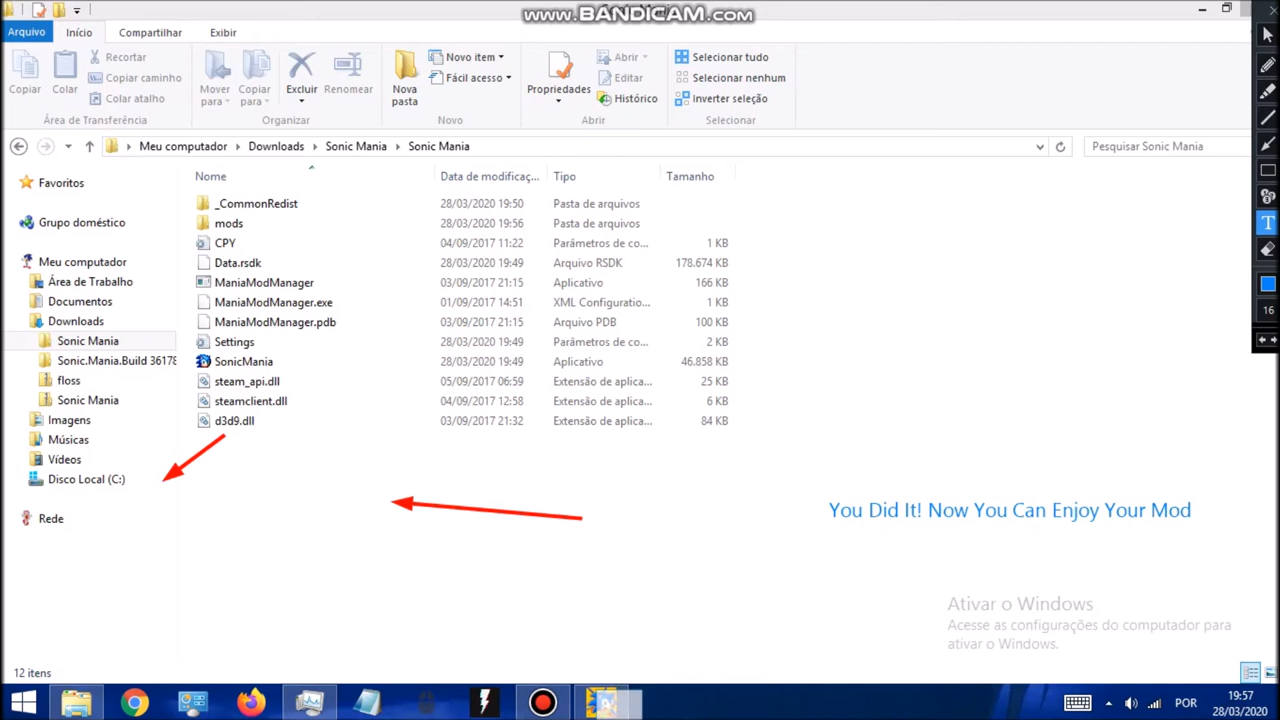 www.BANDICAM.com
Arquivo Início Compartilhar Exibir
Copiar
Colar
Recortar
Copiar caminho
Colar atalho
Área de Transferência
Mover para
Copiar para
Excluir
Renomear
Organizar
Nova pasta
Novo item
Fácil acesso
Novo
Propriedades
Abrir
Editar
Histórico
Abrir
Selecionar tudo
Selecionar nenhum
Inverter seleção
Selecionar
Meu computador Downloads Sonic Mania Sonic Mania
Pesquisar Sonic Mania
Favoritos
Grupo doméstico
Meu computador
Área de Trabalho
Documentos
Downloads
Sonic Mania
Sonic.Mania.Build 36178
floss
Sonic Mania
Imagens
Músicas
Vídeos
Disco Local (C:)
Rede
Nome Data de modificaç... Tipo Tamanho
_CommonRedist 28/03/2020 19:50 Pasta de arquivos
mods 28/03/2020 19:56 Pasta de arquivos
CPY 04/09/2017 11:22 Parâmetros de co... 1 KB
Data.rsdk 28/03/2020 19:49 Arquivo RSDK 178.674 KB
ManiaModManager 03/09/2017 21:15 Aplicativo 166 KB
ManiaModManager.exe 01/09/2017 14:51 XML Configuratio... 1 KB
ManiaModManager.pdb 03/09/2017 21:15 Arquivo PDB 100 KB
Settings 28/03/2020 19:49 Parâmetros de co... 2 KB
SonicMania 28/03/2020 19:49 Aplicativo 46.858 KB
steam_api.dll 05/09/2017 06:59 Extensão de aplica... 25 KB
steamclient.dll 04/09/2017 12:58 Extensão de aplica... 6 KB
d3d9.dll 03/09/2017 21:32 Extensão de aplica... 84 KB
You Did It! Now You Can Enjoy Your Mod
Ativar o Windows
Acesse as configurações do computador para
ativar o Windows.
T
16
12 itens
POR
19:57
28/03/2020